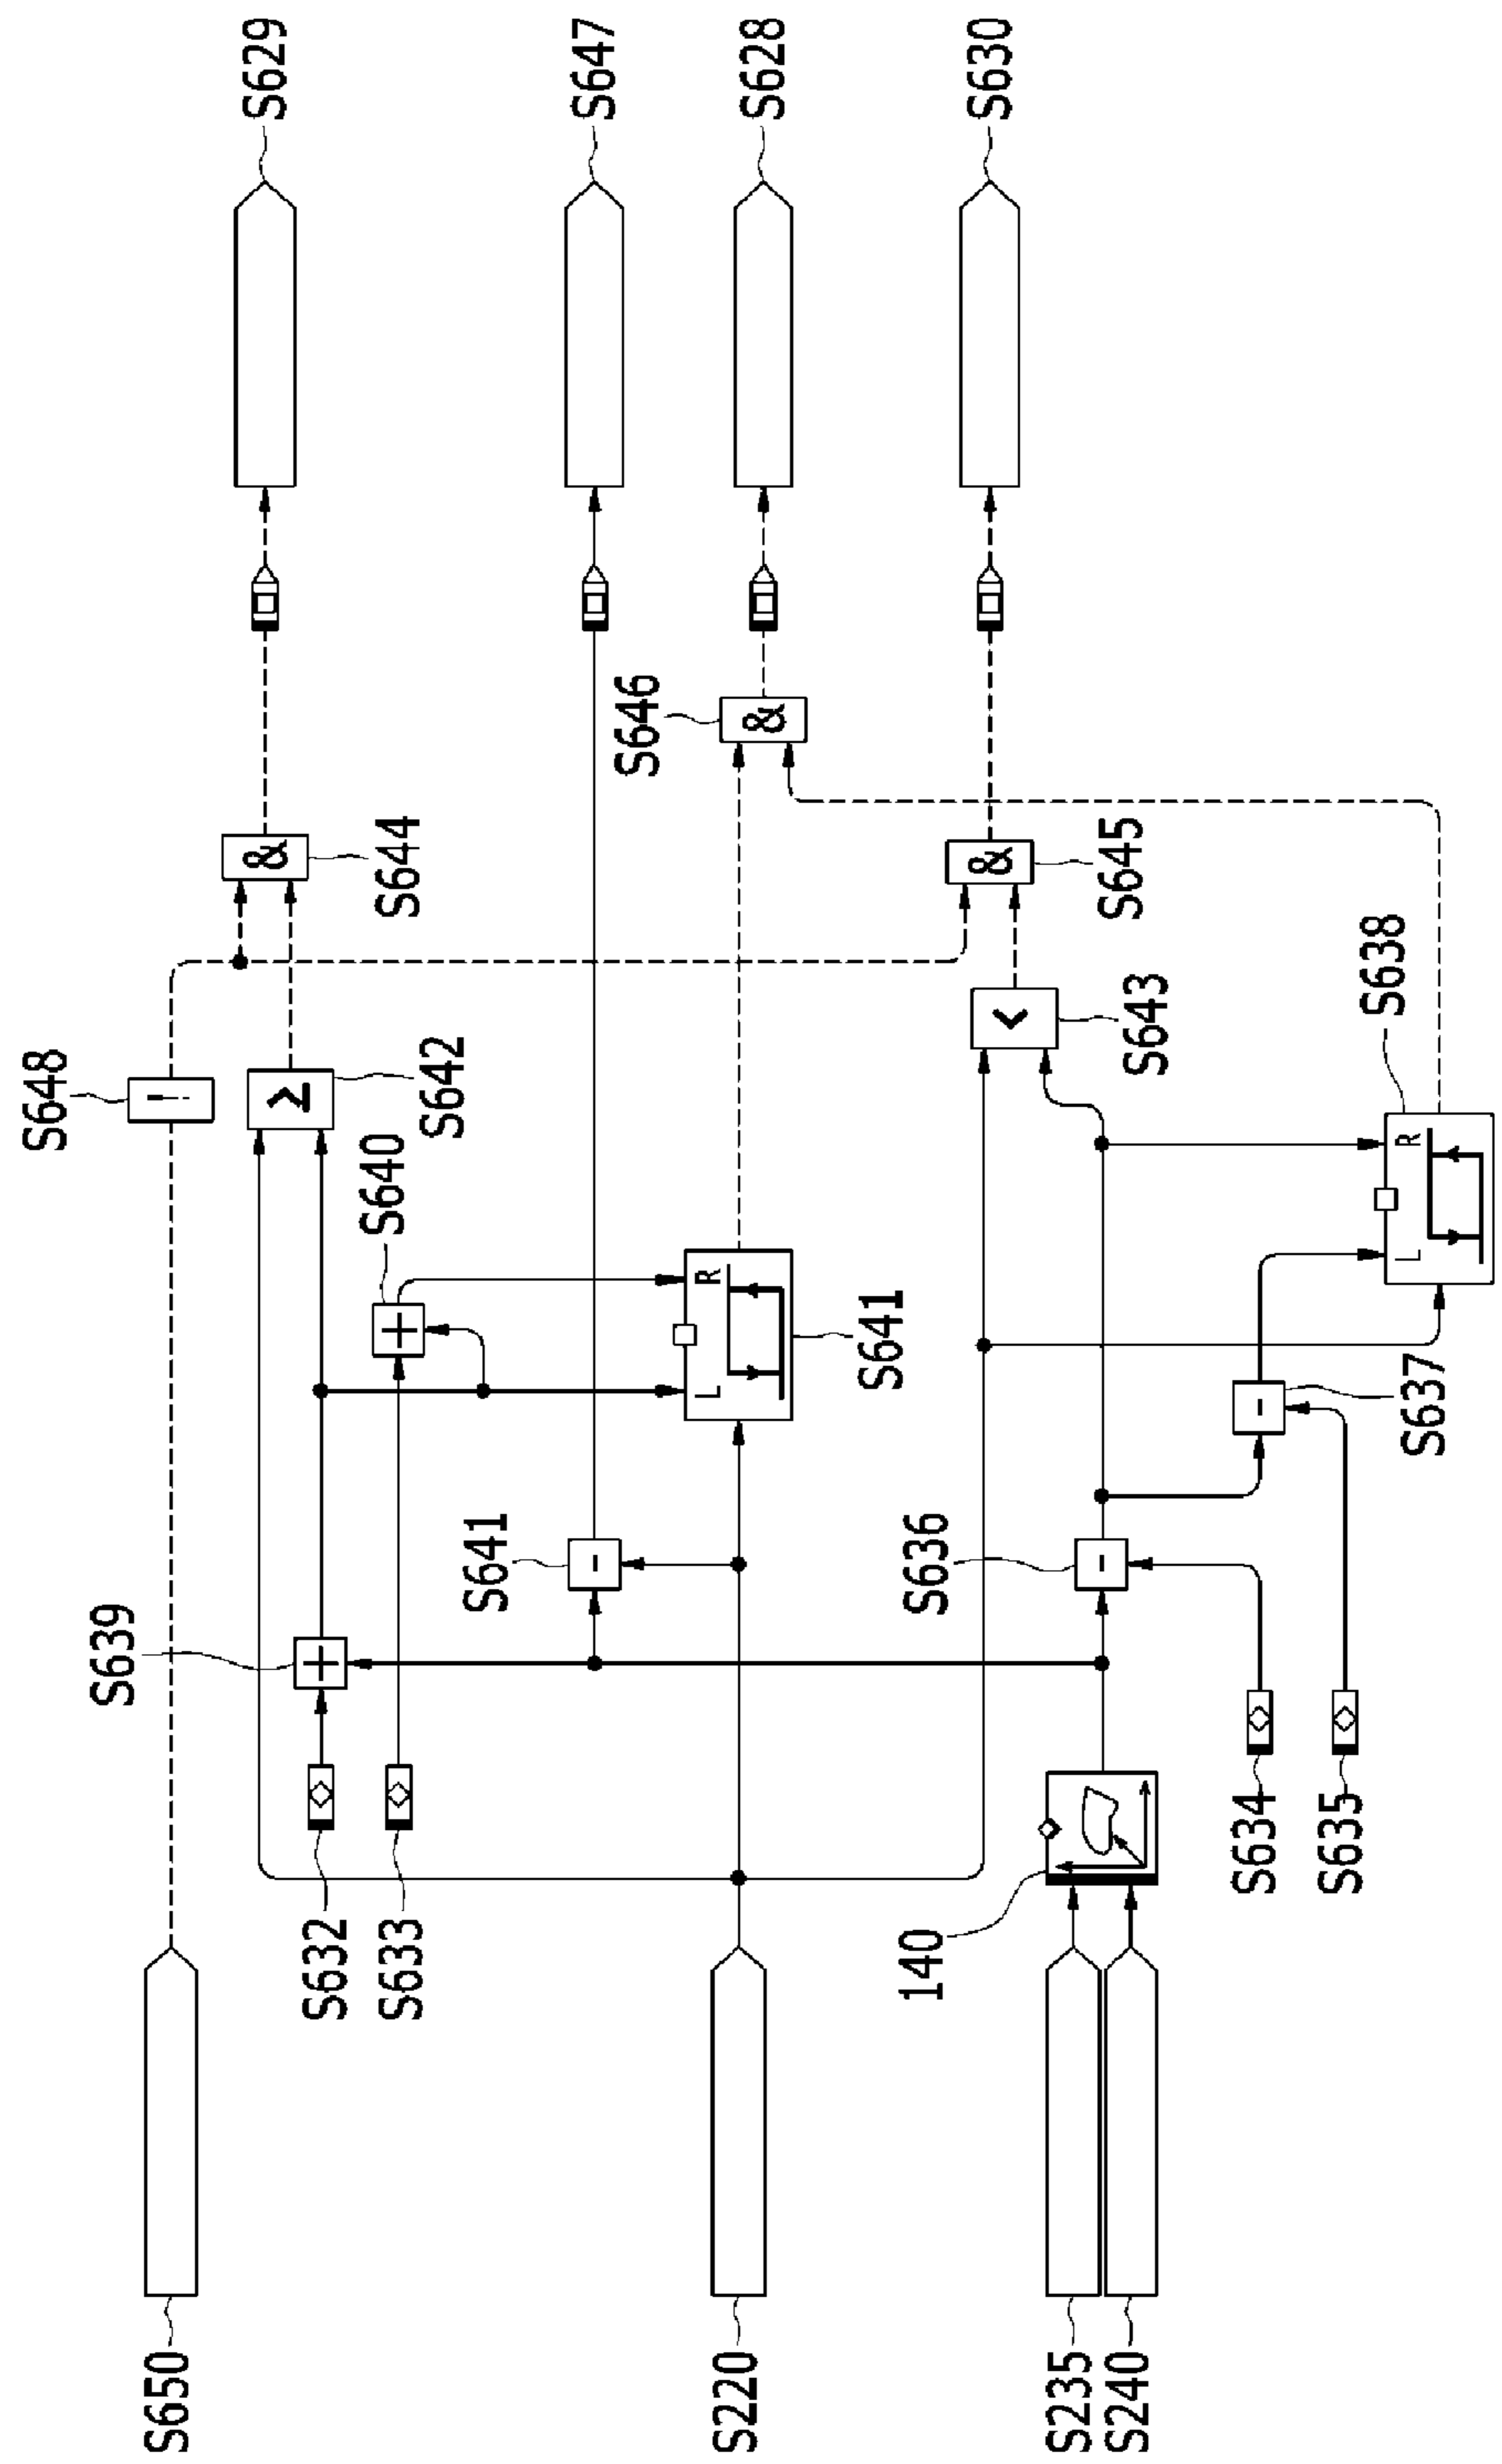 S648
!
S639
S650
S629
&
≥
+
S632
S640
+
S633
S644
S642
S641
-
S647
S646
L R
S220
&
S628
S641
140
S636
&
S630
<
S235
-
S240
S645
S643
S634
-
S635
S638
L R
S637